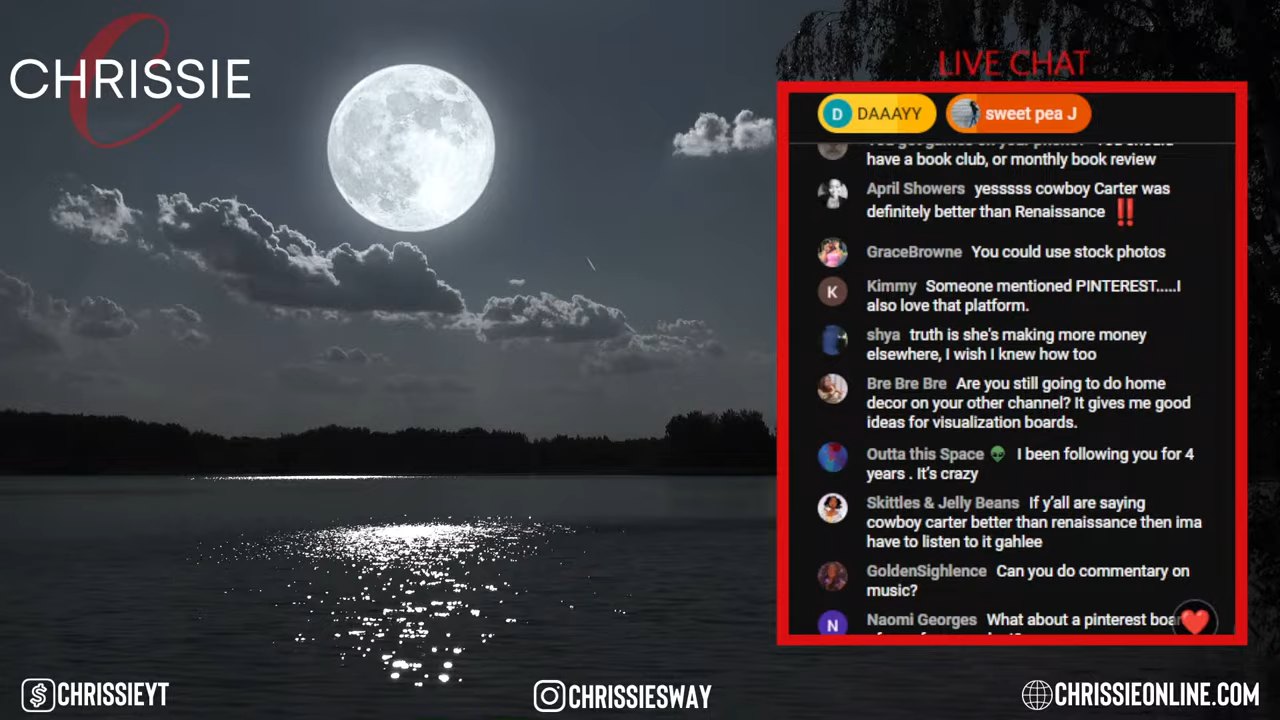 C
CHRISSIE
LIVE CHAT
D DAAAYY sweet pea J
have a book club, or monthly book review
April Showers yesssss cowboy Carter was
definitely better than Renaissance ‼️
GraceBrowne You could use stock photos
K Kimmy Someone mentioned PINTEREST.....I
also love that platform.
shya truth is she's making more money
elsewhere, I wish I knew how too
Bre Bre Bre Are you still going to do home
decor on your other channel? It gives me good
ideas for visualization boards.
Outta this Space 👽 I been following you for 4
years . It's crazy
Skittles & Jelly Beans If y'all are saying
cowboy carter better than renaissance then ima
have to listen to it gahlee
GoldenSighlence Can you do commentary on
music?
N Naomi Georges What about a pinterest
$ CHRISSIEYT
CHRISSIESWAY
CHRISSIEONLINE.COM